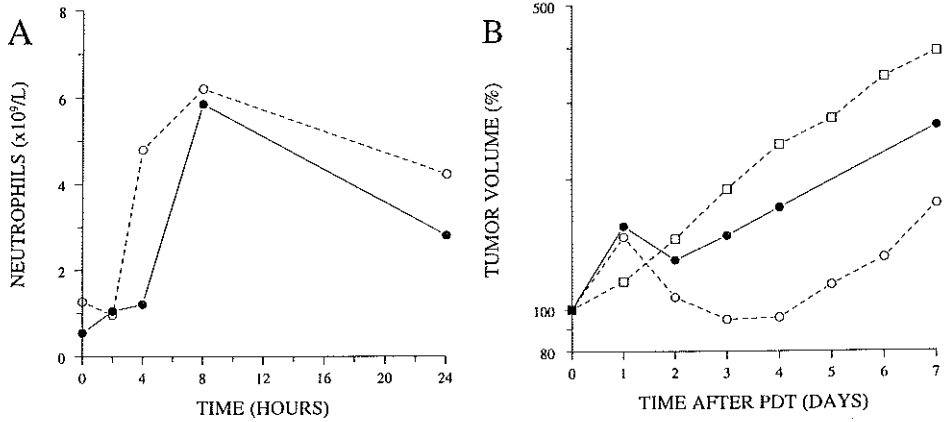 A
8
6
4
2
0
NEUTROPHILS (x10⁹/L)
0 4 8 12 16 20 24
TIME (HOURS)
B
500
100
80
TUMOR VOLUME (%)
0 1 2 3 4 5 6 7
TIME AFTER PDT (DAYS)